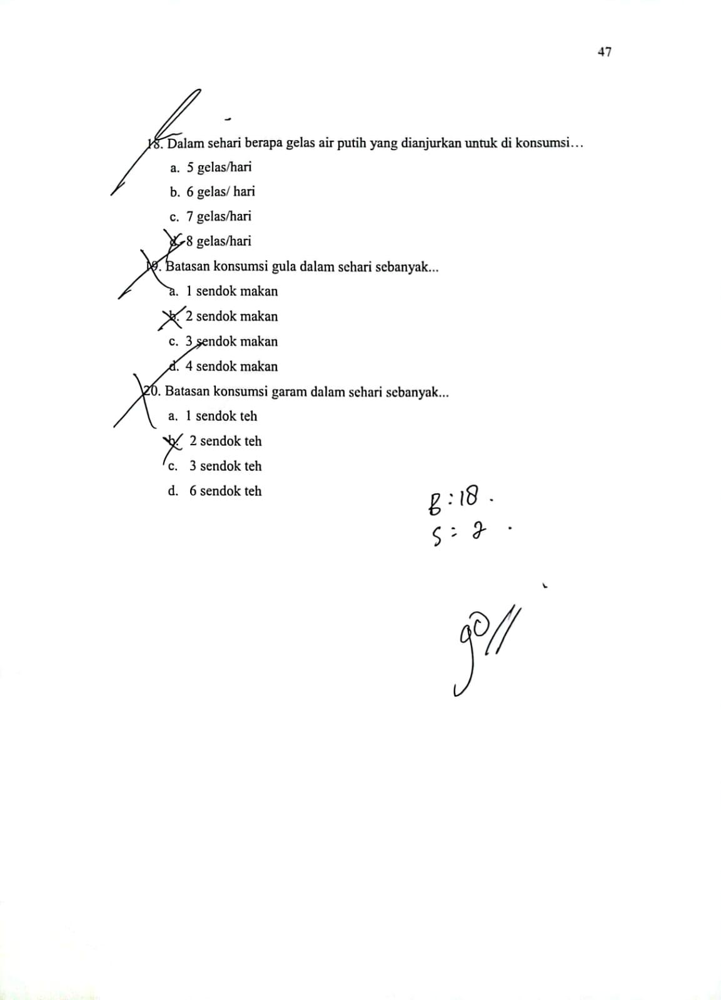 47
18. Dalam sehari berapa gelas air putih yang dianjurkan untuk di konsumsi...
a. 5 gelas/hari
b. 6 gelas/ hari
c. 7 gelas/hari
d. 8 gelas/hari
19. Batasan konsumsi gula dalam sehari sebanyak...
a. 1 sendok makan
b. 2 sendok makan
c. 3 sendok makan
d. 4 sendok makan
20. Batasan konsumsi garam dalam sehari sebanyak...
a. 1 sendok teh
b. 2 sendok teh
c. 3 sendok teh
d. 6 sendok teh
B : 18 .
S : 2 .
90 //